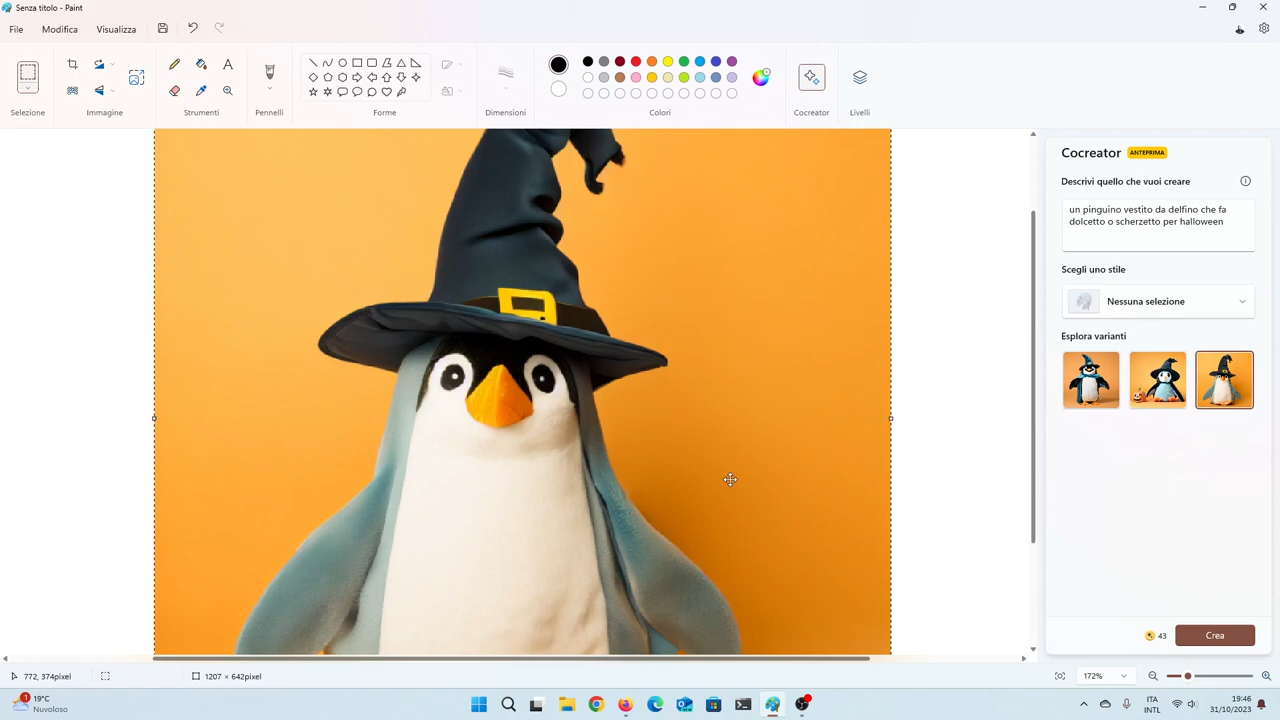 Senza titolo - Paint
File Modifica Visualizza
Selezione Immagine Strumenti Pennelli Forme Dimensioni Colori Cocreator Livelli
Cocreator ANTEPRIMA
Descrivi quello che vuoi creare
un pinguino vestito da delfino che fa
dolcetto o scherzetto per halloween
Scegli uno stile
Nessuna selezione
Esplora varianti
43 Crea
772, 374pixel 1207 × 642pixel 172%
1 19°C
Nuvoloso
ITA
INTL
19:46
31/10/2023